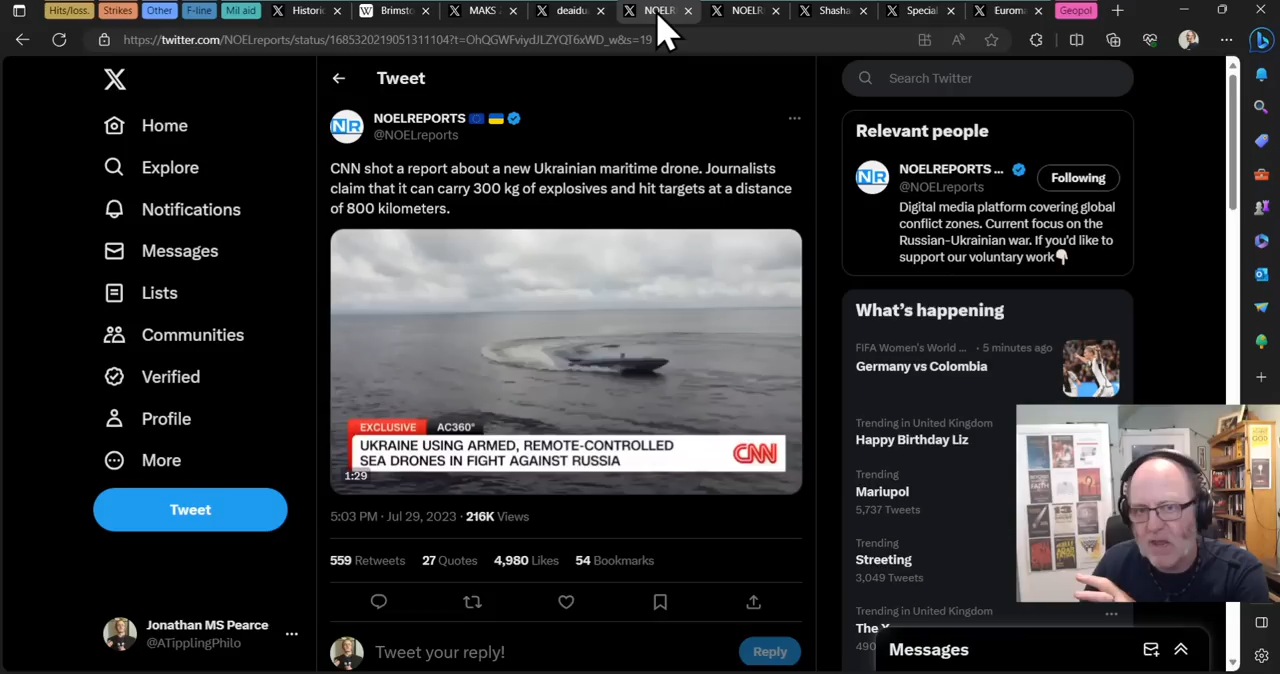 Hits/loss.
Strikes
Other
F-line
Mil aid
Historic
Brimsto
MAKS
deaidu
NOELR
NOELR
Shasha
Special
Eurom
Geopol
https://twitter.com/NOELreports/status/1685320219051311104?t=OhQGWFviydJLZYQT6xWD_w&s=19
Home
Explore
Notifications
Messages
Lists
Communities
Verified
Profile
More
Tweet
Jonathan MS Pearce
@ATipplingPhilo
Tweet
NOELREPORTS
@NOELreports
CNN shot a report about a new Ukrainian maritime drone. Journalists
claim that it can carry 300 kg of explosives and hit targets at a distance
of 800 kilometers.
EXCLUSIVE AC360°
UKRAINE USING ARMED, REMOTE-CONTROLLED
SEA DRONES IN FIGHT AGAINST RUSSIA
CNN
1:29
5:03 PM · Jul 29, 2023 · 216K Views
559 Retweets 27 Quotes 4,980 Likes 54 Bookmarks
Tweet your reply!
Reply
Search Twitter
Relevant people
NOELREPORTS ...
@NOELreports
Following
Digital media platform covering global
conflict zones. Current focus on the
Russian-Ukrainian war. If you'd like to
support our voluntary work
What's happening
FIFA Women's World ... · 5 minutes ago
Germany vs Colombia
Trending in United Kingdom
Happy Birthday Liz
Trending
Mariupol
5,737 Tweets
Trending
Streeting
3,049 Tweets
Trending in United Kingdom
The
490
Messages